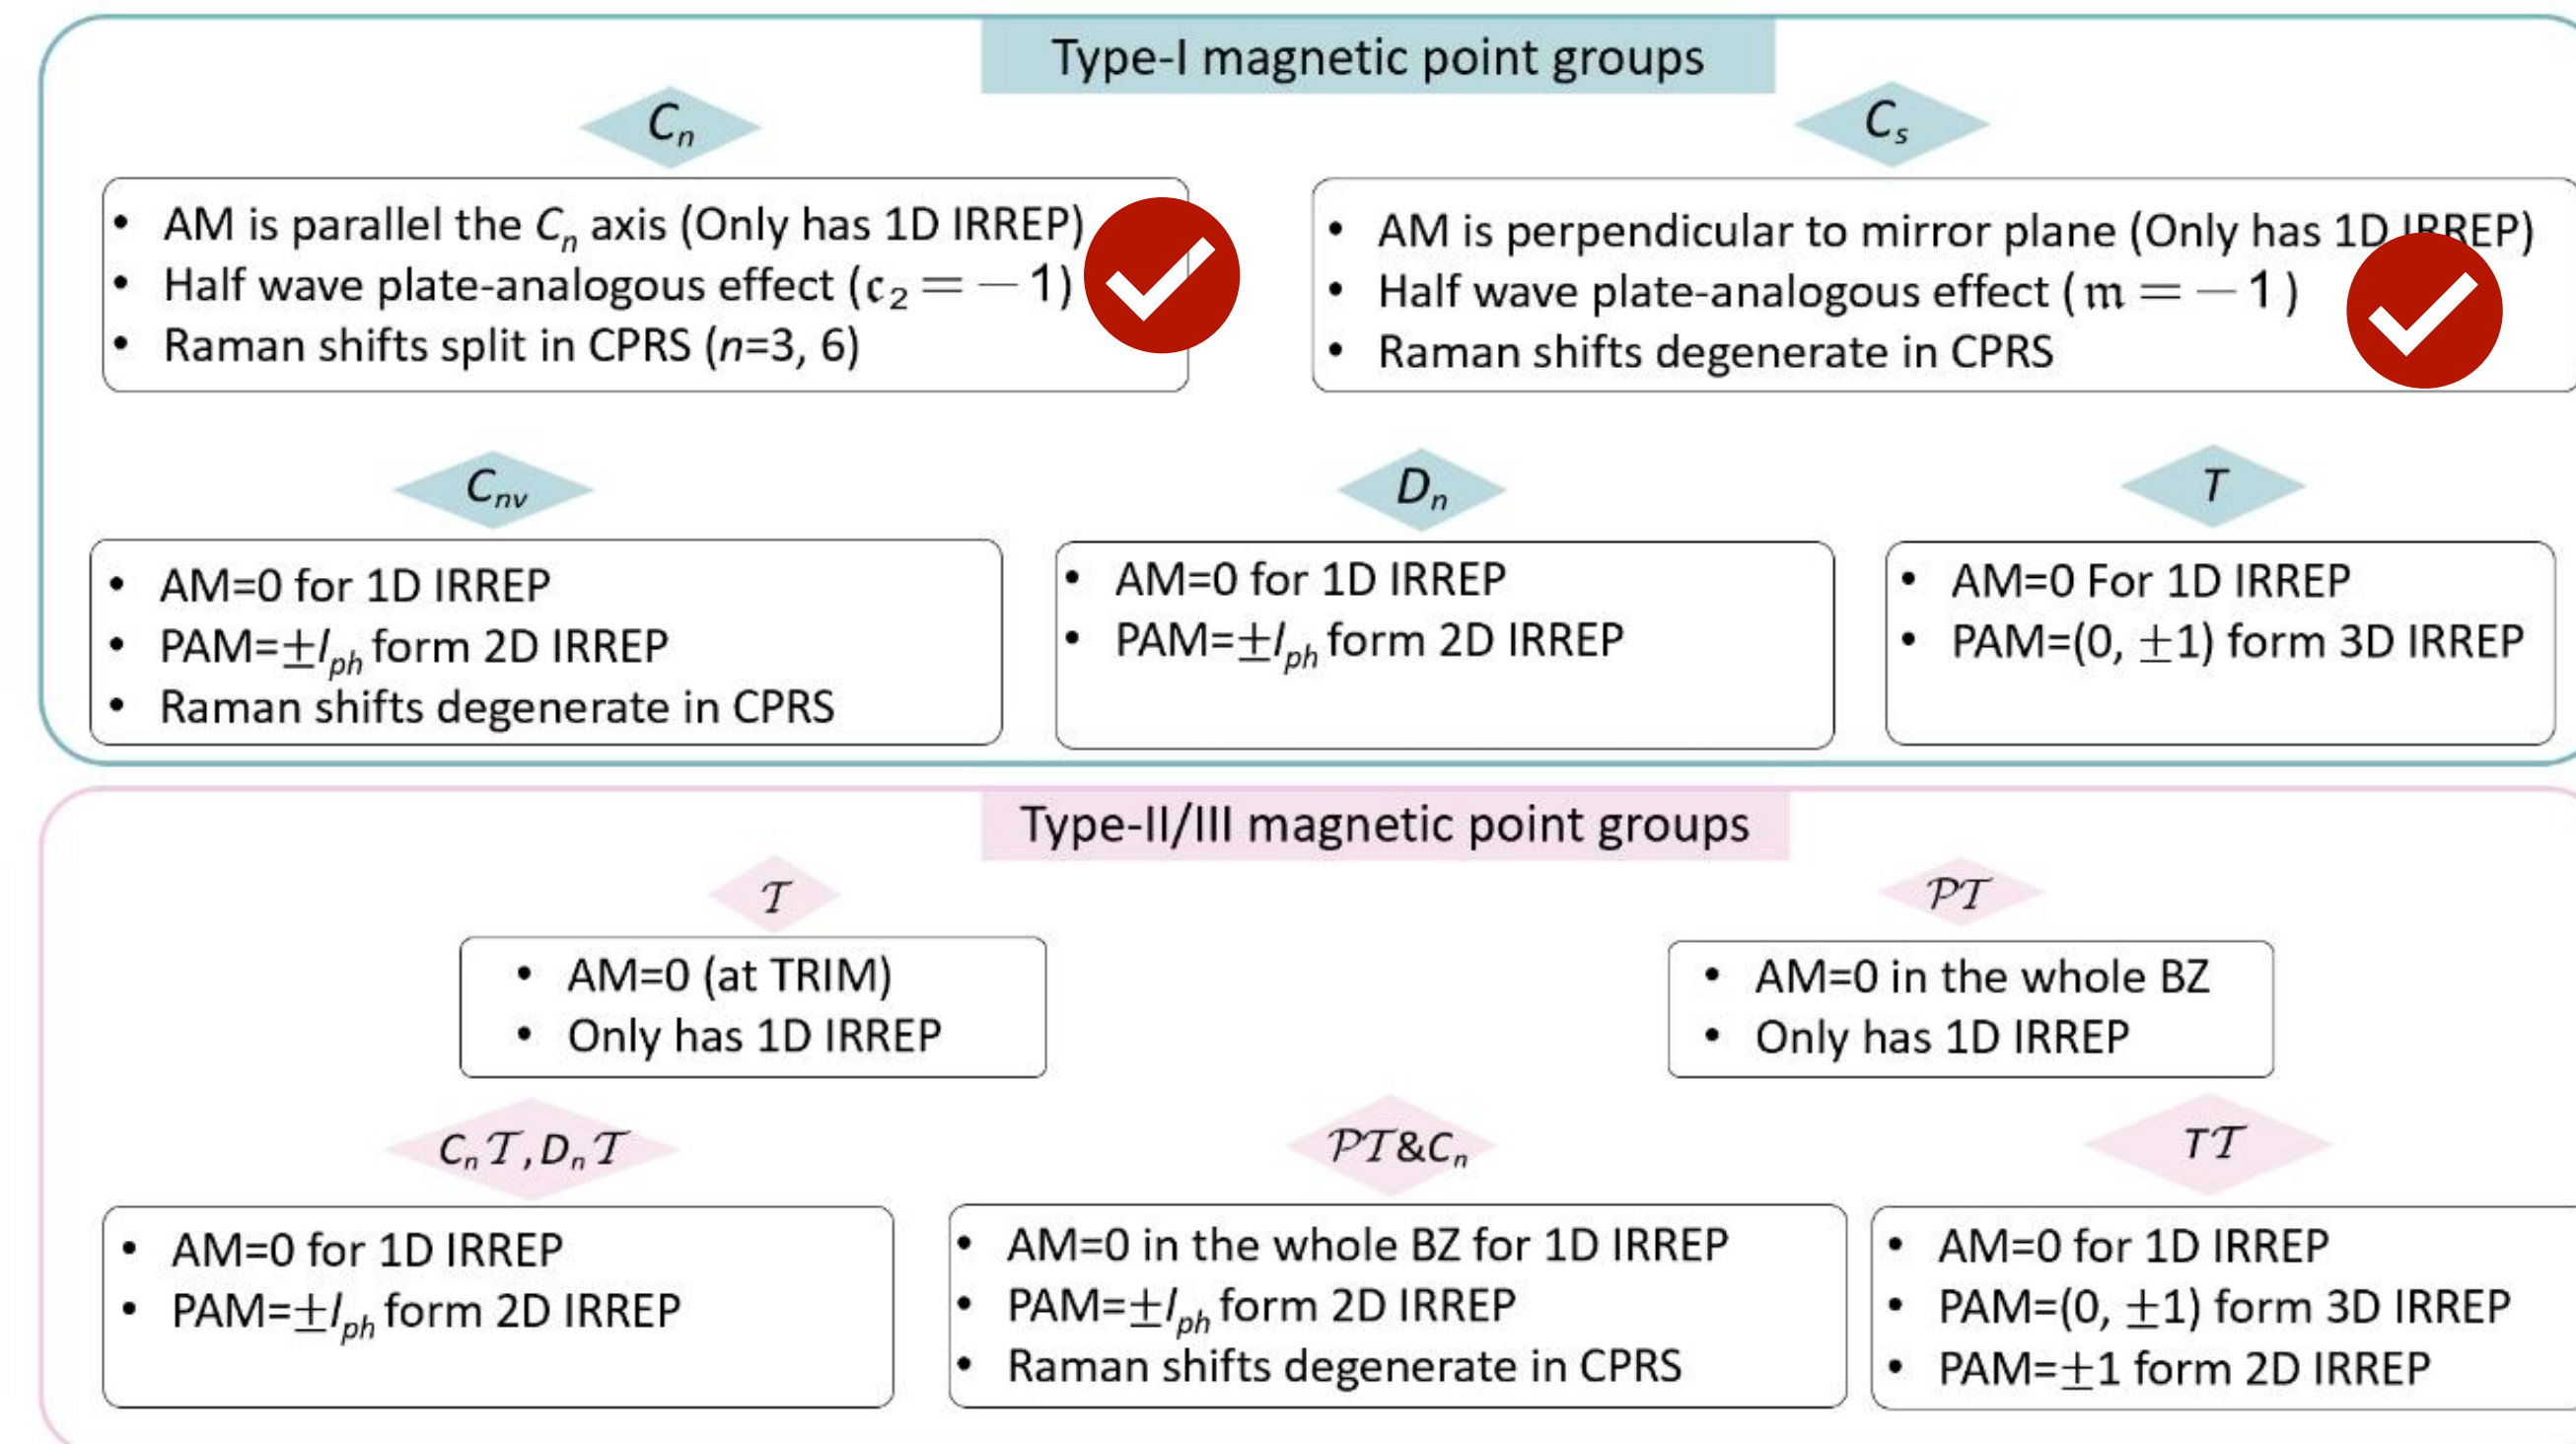 Type-I magnetic point groups
Cₙ
Cₛ
• AM is parallel the Cₙ axis (Only has 1D IRREP)
• Half wave plate-analogous effect (𝔠₂ = − 1)
• Raman shifts split in CPRS (n=3, 6)
• AM is perpendicular to mirror plane (Only has 1D IRREP)
• Half wave plate-analogous effect ( 𝔪 = − 1 )
• Raman shifts degenerate in CPRS
Cₙᵥ
Dₙ
T
• AM=0 for 1D IRREP
• PAM=±l_ph form 2D IRREP
• Raman shifts degenerate in CPRS
• AM=0 for 1D IRREP
• PAM=±l_ph form 2D IRREP
• AM=0 For 1D IRREP
• PAM=(0, ±1) form 3D IRREP
Type-II/III magnetic point groups
𝒯
𝒫𝒯
• AM=0 (at TRIM)
• Only has 1D IRREP
• AM=0 in the whole BZ
• Only has 1D IRREP
Cₙ𝒯, Dₙ𝒯
𝒫𝒯&Cₙ
T𝒯
• AM=0 for 1D IRREP
• PAM=±l_ph form 2D IRREP
• AM=0 in the whole BZ for 1D IRREP
• PAM=±l_ph form 2D IRREP
• Raman shifts degenerate in CPRS
• AM=0 for 1D IRREP
• PAM=(0, ±1) form 3D IRREP
• PAM=±1 form 2D IRREP